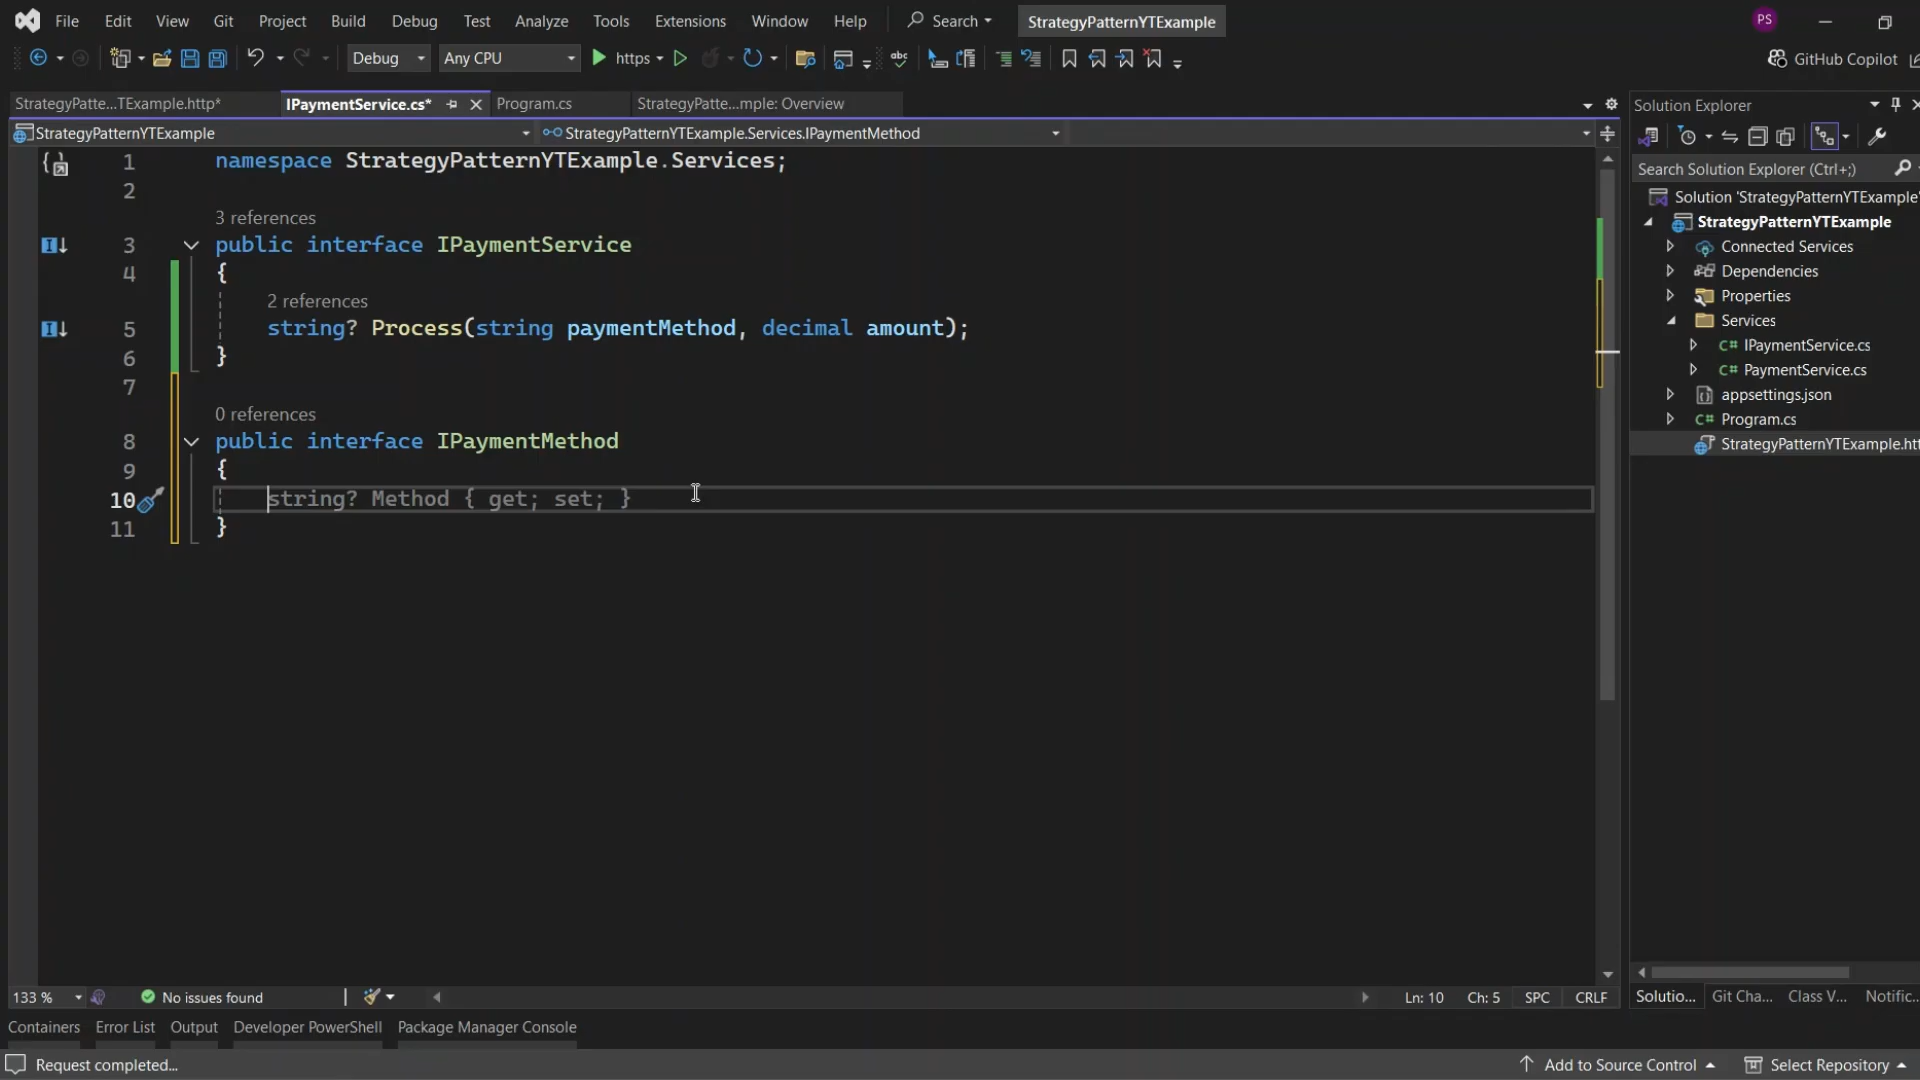 File Edit View Git Project Build Debug Test Analyze Tools Extensions Window Help Search StrategyPatternYTExample PS
Debug Any CPU https GitHub Copilot
StrategyPatte...TExample.http* IPaymentService.cs* Program.cs StrategyPatte...mple: Overview
StrategyPatternYTExample StrategyPatternYTExample.Services.IPaymentMethod
1 namespace StrategyPatternYTExample.Services;
2
3 references
3 public interface IPaymentService
4 {
2 references
5 string? Process(string paymentMethod, decimal amount);
6 }
7
0 references
8 public interface IPaymentMethod
9 {
10 string? Method { get; set; }
11 }
133 % No issues found Ln: 10 Ch: 5 SPC CRLF
Solution Explorer
Search Solution Explorer (Ctrl+;)
Solution 'StrategyPatternYTExample'
StrategyPatternYTExample
Connected Services
Dependencies
Properties
Services
C# IPaymentService.cs
C# PaymentService.cs
appsettings.json
C# Program.cs
StrategyPatternYTExample.htt
Solutio... Git Cha... Class V... Notific...
Containers Error List Output Developer PowerShell Package Manager Console
Request completed... Add to Source Control Select Repository